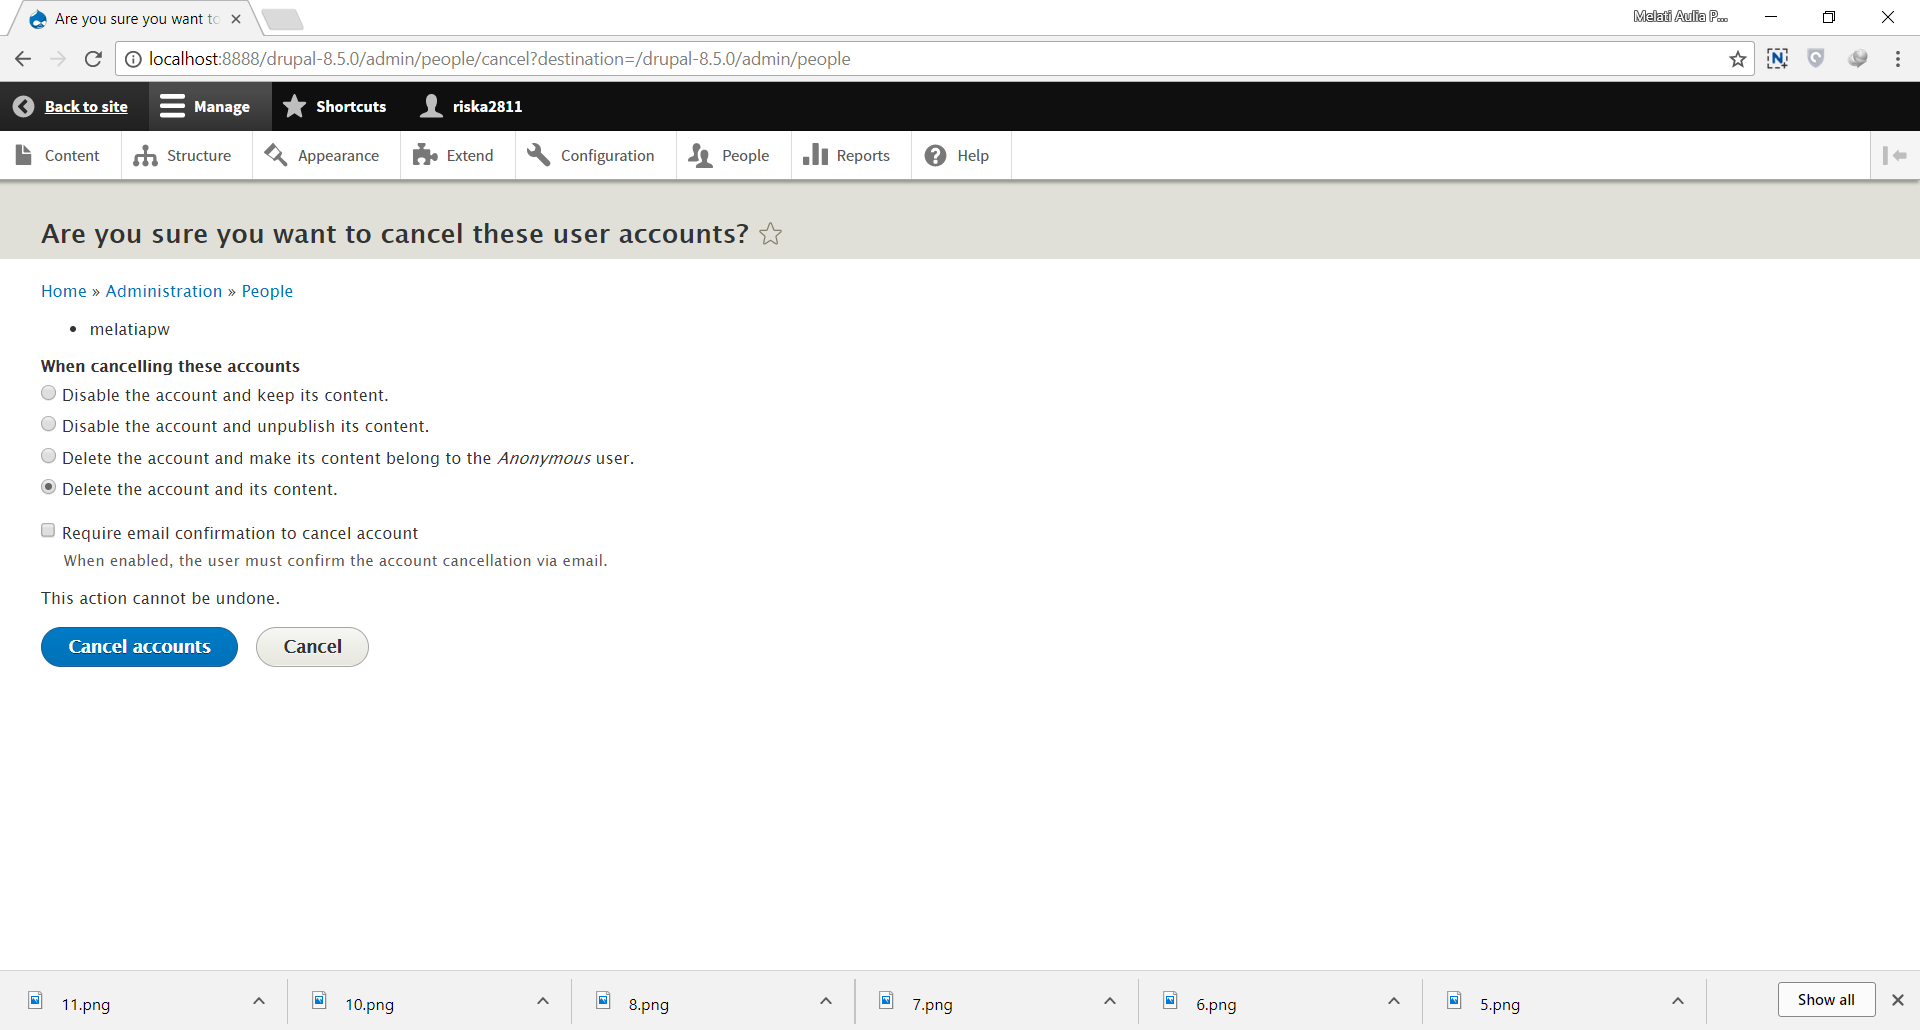 Are you sure you want to
Melati Aulia P...
localhost:8888/drupal-8.5.0/admin/people/cancel?destination=/drupal-8.5.0/admin/people
Back to site
Manage
Shortcuts
riska2811
Content
Structure
Appearance
Extend
Configuration
People
Reports
Help
Are you sure you want to cancel these user accounts?
Home » Administration » People
• melatiapw
When cancelling these accounts
Disable the account and keep its content.
Disable the account and unpublish its content.
Delete the account and make its content belong to the Anonymous user.
Delete the account and its content.
Require email confirmation to cancel account
When enabled, the user must confirm the account cancellation via email.
This action cannot be undone.
Cancel accounts
Cancel
11.png
10.png
8.png
7.png
6.png
5.png
Show all